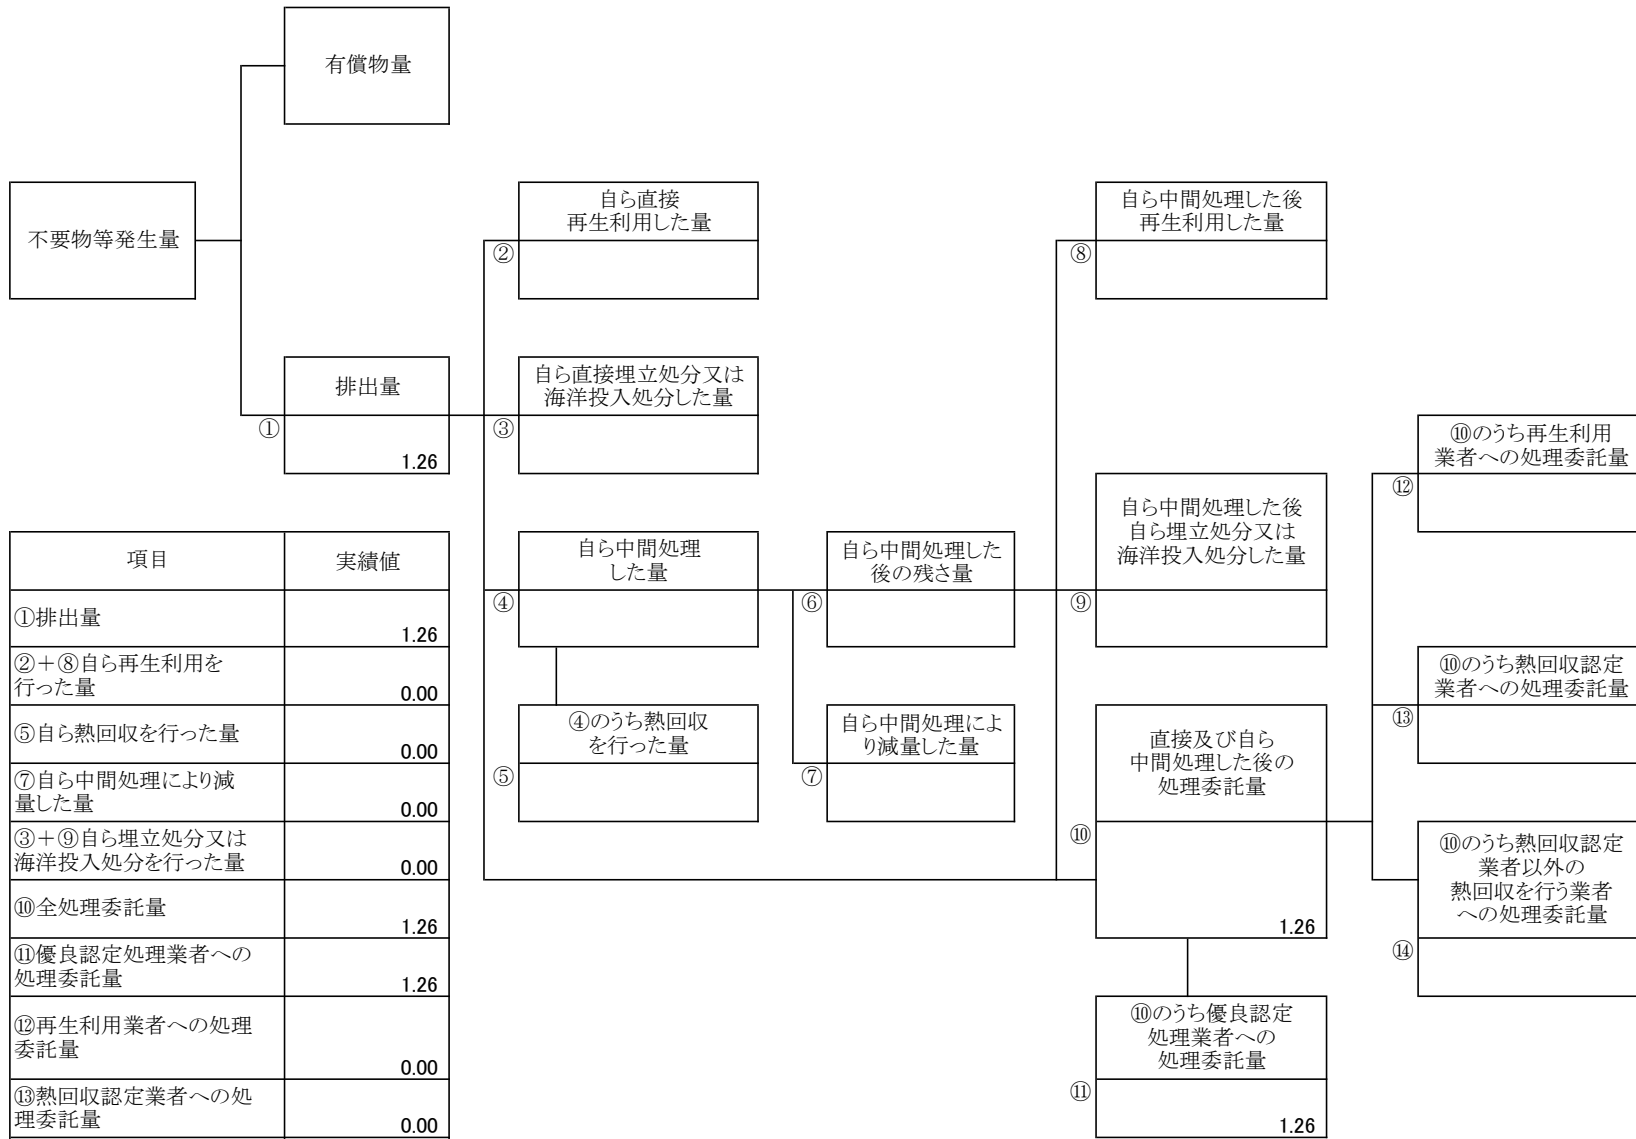 有償物量
不要物等発生量
自ら直接
再生利用した量
②
自ら中間処理した後
再生利用した量
⑧
排出量
①
1.26
自ら直接埋立処分又は
海洋投入処分した量
③
⑩のうち再生利用
業者への処理委託量
⑫
自ら中間処理した後
自ら埋立処分又は
海洋投入処分した量
⑨
自ら中間処理
した量
④
自ら中間処理した
後の残さ量
⑥
④のうち熱回収
を行った量
⑤
自ら中間処理によ
り減量した量
⑦
⑩のうち熱回収認定
業者への処理委託量
⑬
直接及び自ら
中間処理した後の
処理委託量
⑩
1.26
⑩のうち熱回収認定
業者以外の
熱回収を行う業者
への処理委託量
⑭
⑩のうち優良認定
処理業者への
処理委託量
⑪
1.26
項目 実績値
①排出量
1.26
②+⑧自ら再生利用を
行った量
0.00
⑤自ら熱回収を行った量
0.00
⑦自ら中間処理により減
量した量
0.00
③+⑨自ら埋立処分又は
海洋投入処分を行った量
0.00
⑩全処理委託量
1.26
⑪優良認定処理業者への
処理委託量
1.26
⑫再生利用業者への処理
委託量
0.00
⑬熱回収認定業者への処
理委託量
0.00